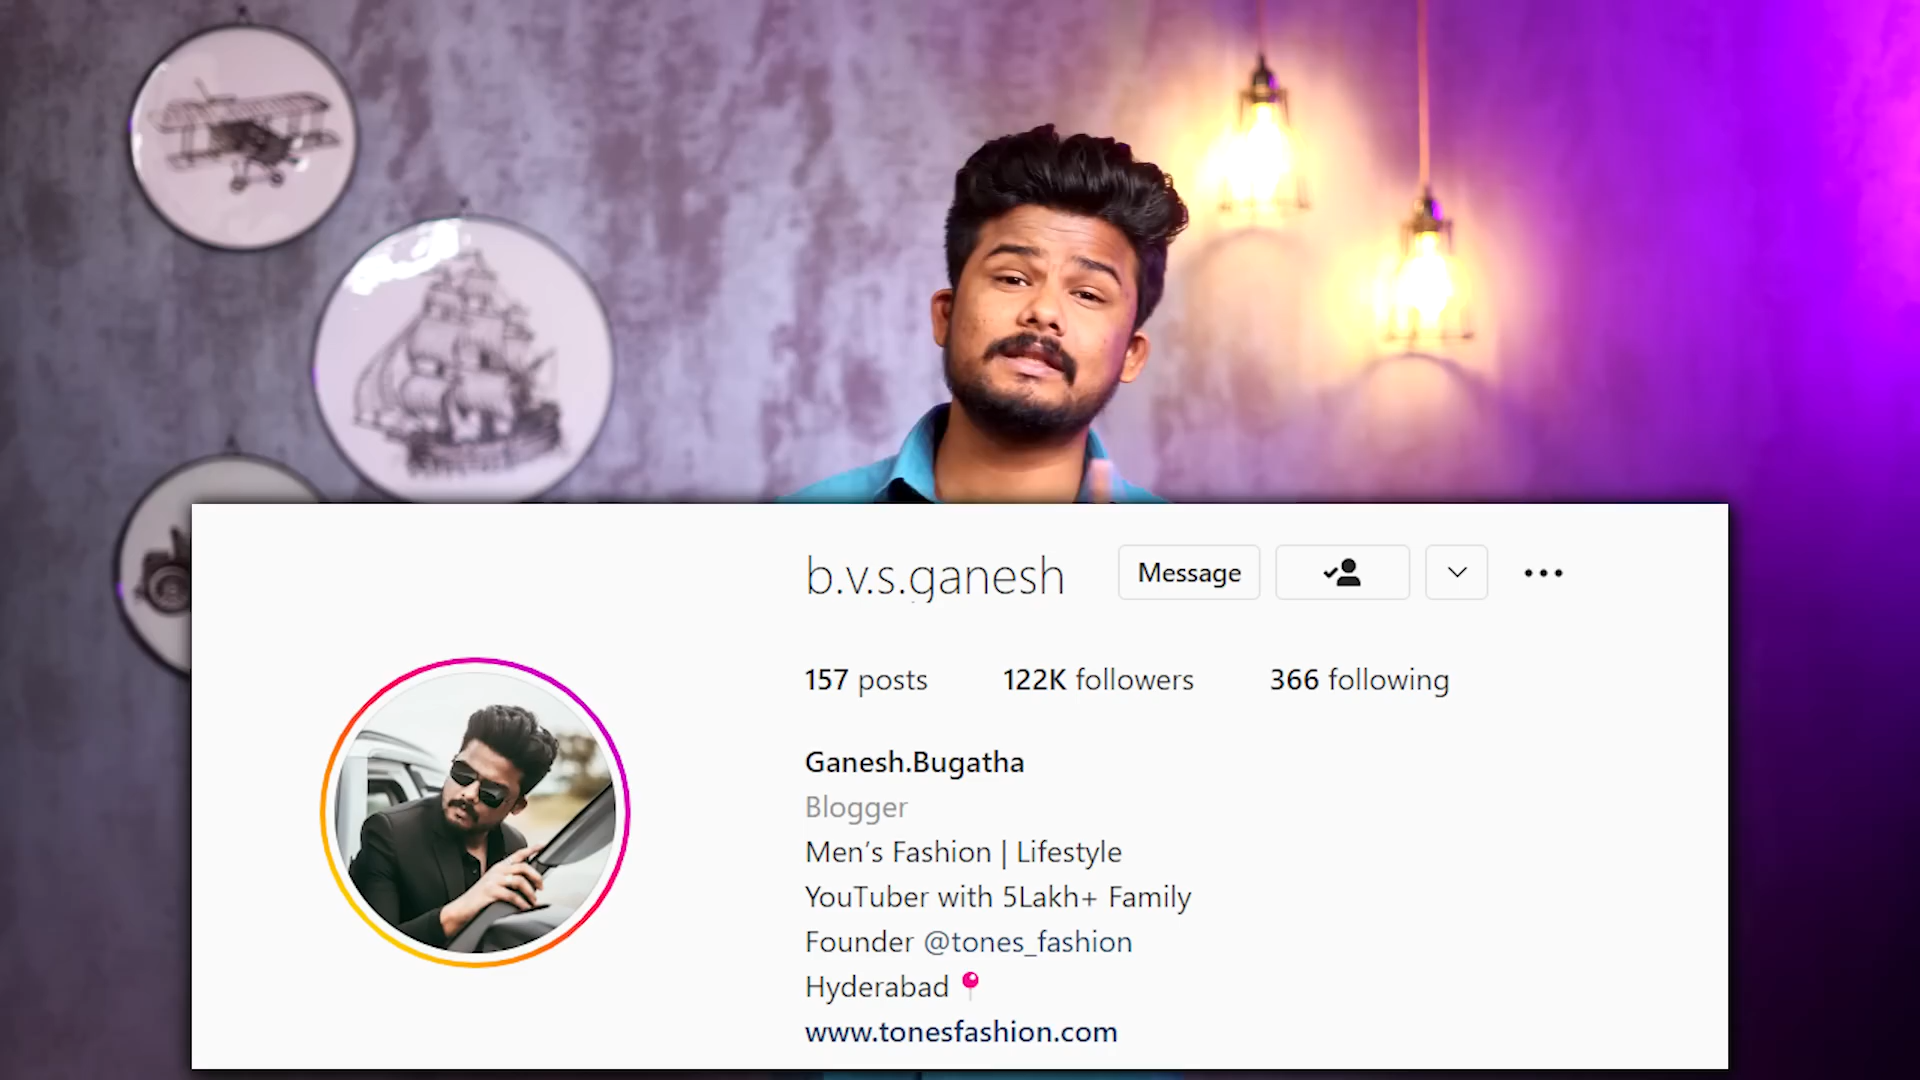 b.v.s.ganesh
Message
157 posts 122K followers 366 following
Ganesh.Bugatha
Blogger
Men’s Fashion | Lifestyle
YouTuber with 5Lakh+ Family
Founder @tones_fashion
Hyderabad
www.tonesfashion.com